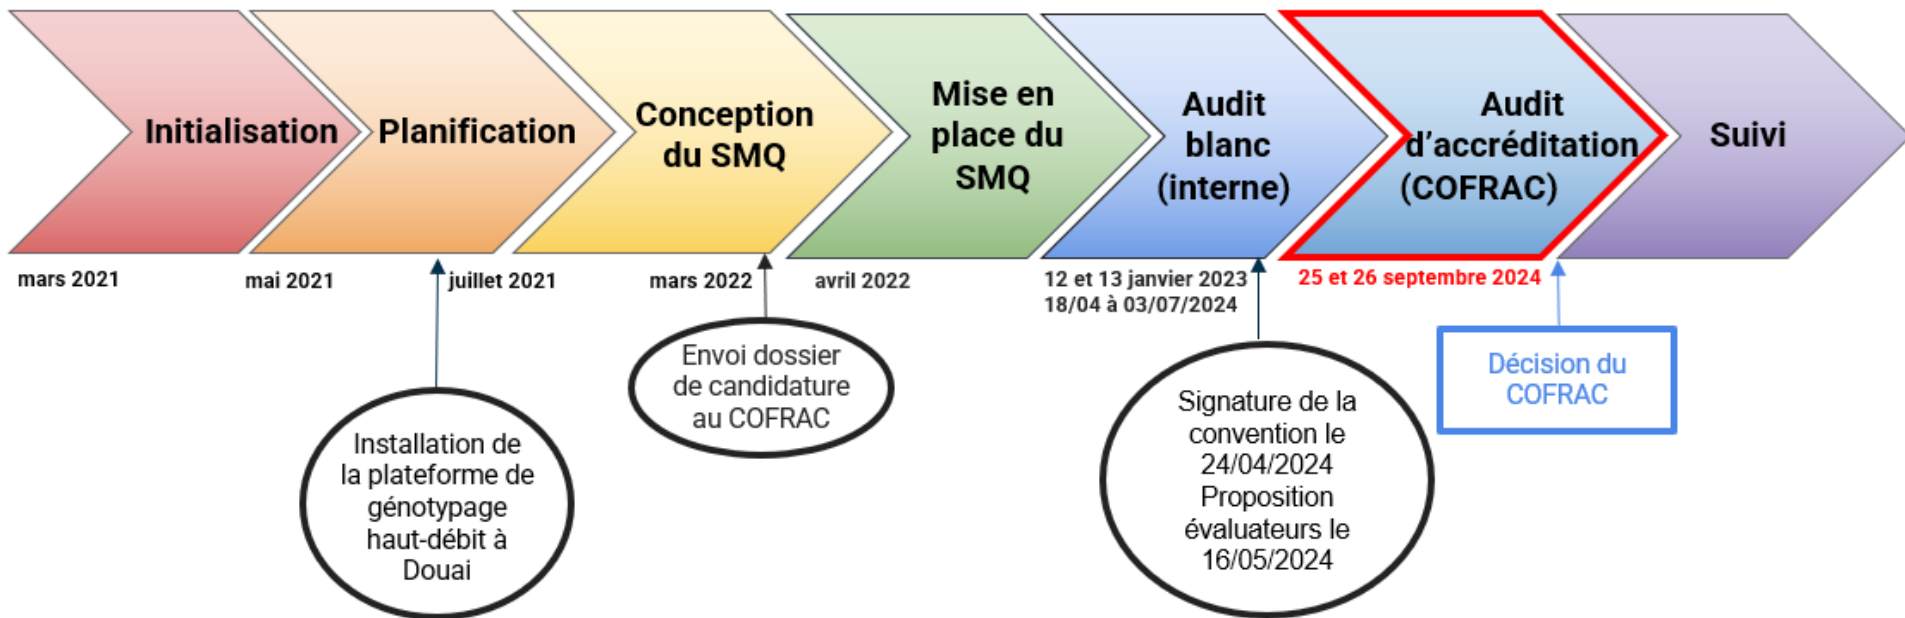 Initialisation
Planification
Conception
du SMQ
Mise en
place du
SMQ
Audit
blanc
(interne)
Audit
d'accréditation
(COFRAC)
Suivi
mars 2021
mai 2021
juillet 2021
mars 2022
avril 2022
12 et 13 janvier 2023
18/04 à 03/07/2024
25 et 26 septembre 2024
Installation de
la plateforme de
génotypage
haut-débit à
Douai
Envoi dossier
de candidature
au COFRAC
Signature de la
convention le
24/04/2024
Proposition
évaluateurs le
16/05/2024
Décision du
COFRAC